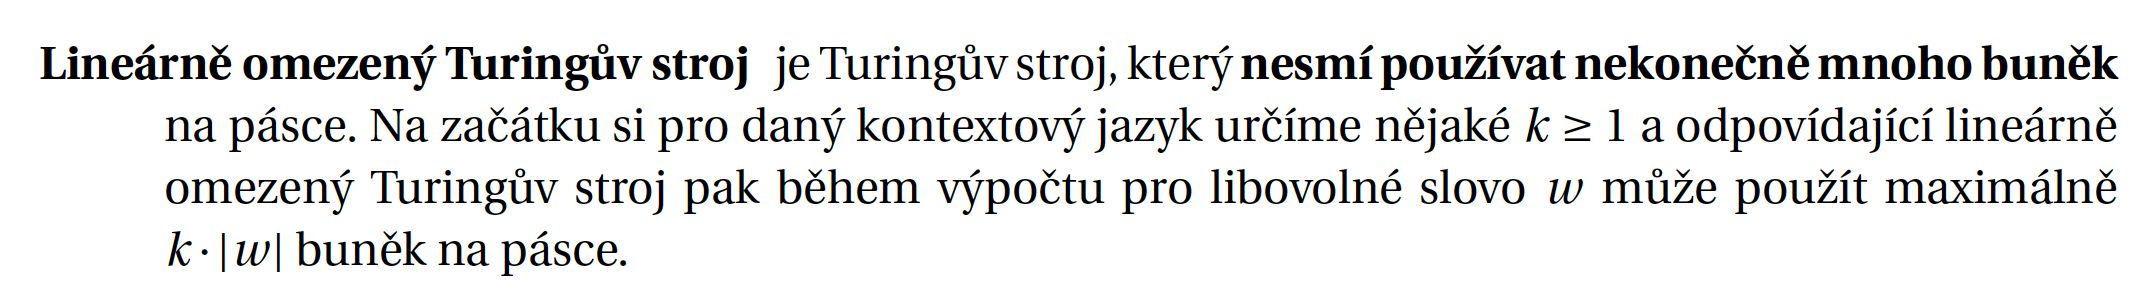 Lineárně omezený Turingův stroj je Turingův stroj, který nesmí používat nekonečně mnoho buněk
na pásce. Na začátku si pro daný kontextový jazyk určíme nějaké k ≥ 1 a odpovídající lineárně
omezený Turingův stroj pak během výpočtu pro libovolné slovo w může použít maximálně
k · |w| buněk na pásce.